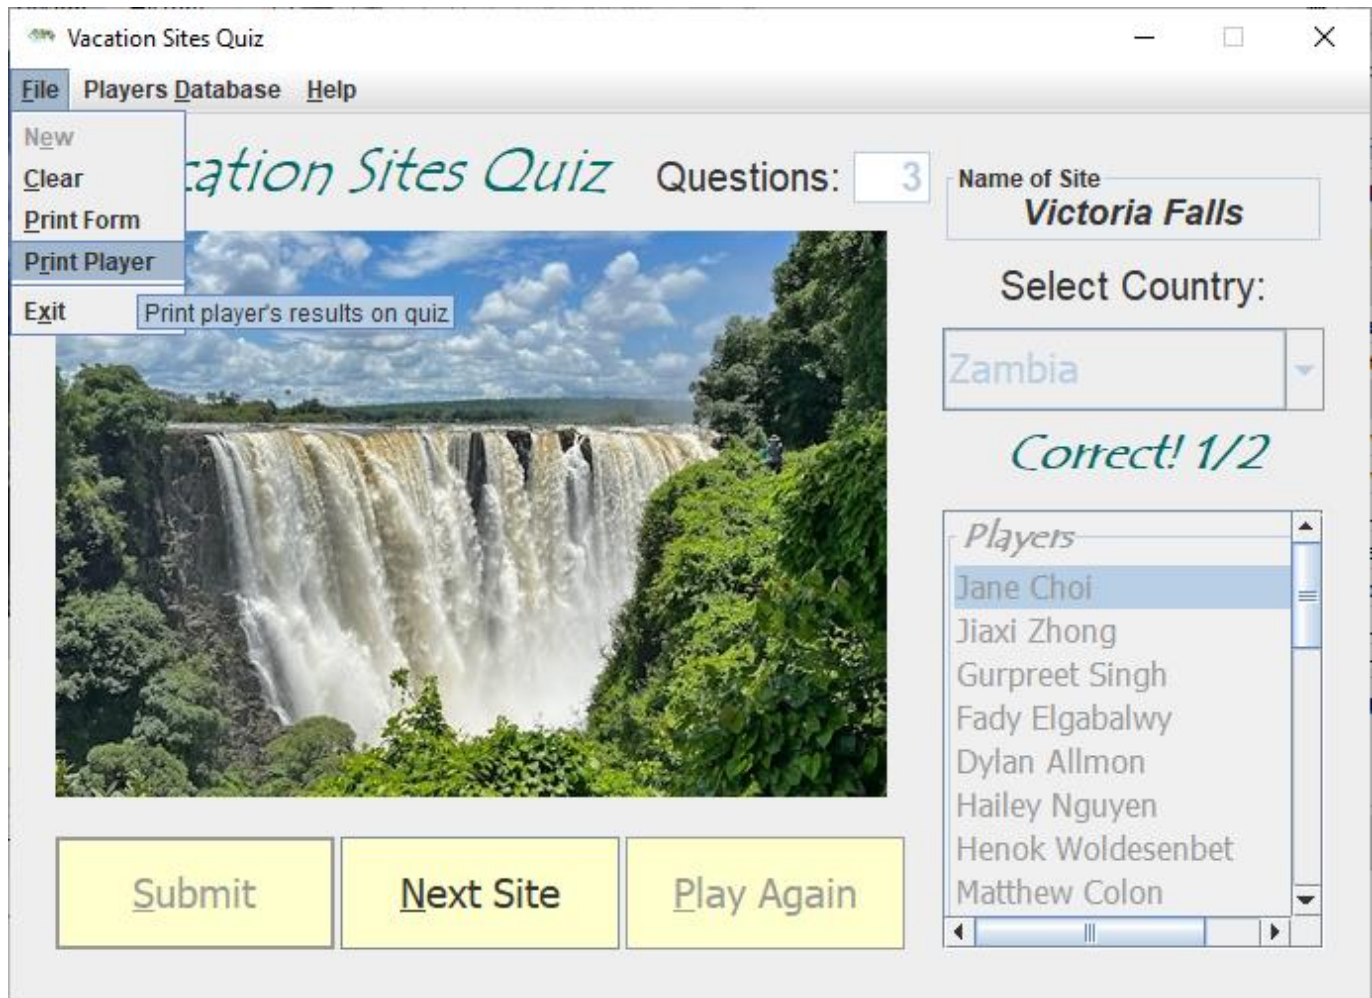 Vacation Sites Quiz
File Players Database Help
New
Clear
Print Form
Print Player
Exit
Print player's results on quiz
cation Sites Quiz
Questions: 3
Name of Site
Victoria Falls
Select Country:
Zambia
Correct! 1/2
Players
Jane Choi
Jiaxi Zhong
Gurpreet Singh
Fady Elgabalwy
Dylan Allmon
Hailey Nguyen
Henok Woldesenbet
Matthew Colon
Submit Next Site Play Again